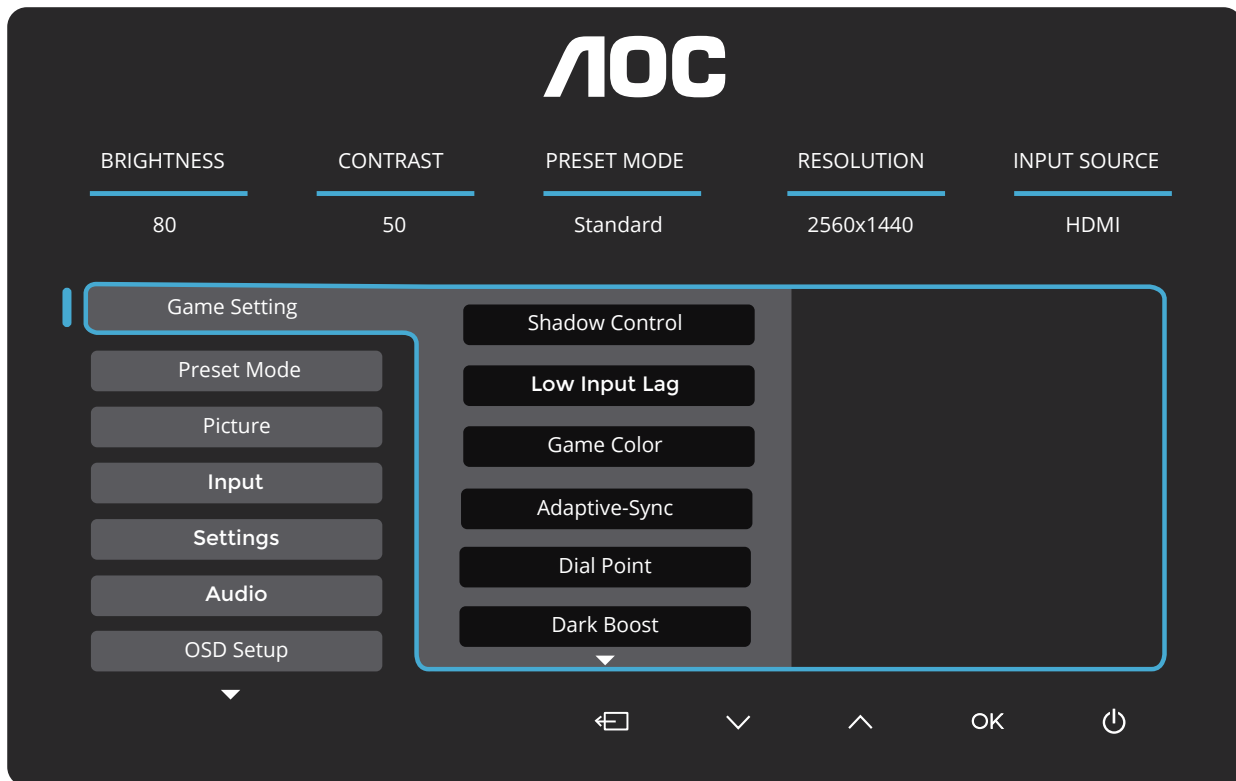 AOC
BRIGHTNESS CONTRAST PRESET MODE RESOLUTION INPUT SOURCE
80 50 Standard 2560x1440 HDMI
Game Setting
Preset Mode
Picture
Input
Settings
Audio
OSD Setup
Shadow Control
Low Input Lag
Game Color
Adaptive-Sync
Dial Point
Dark Boost
OK